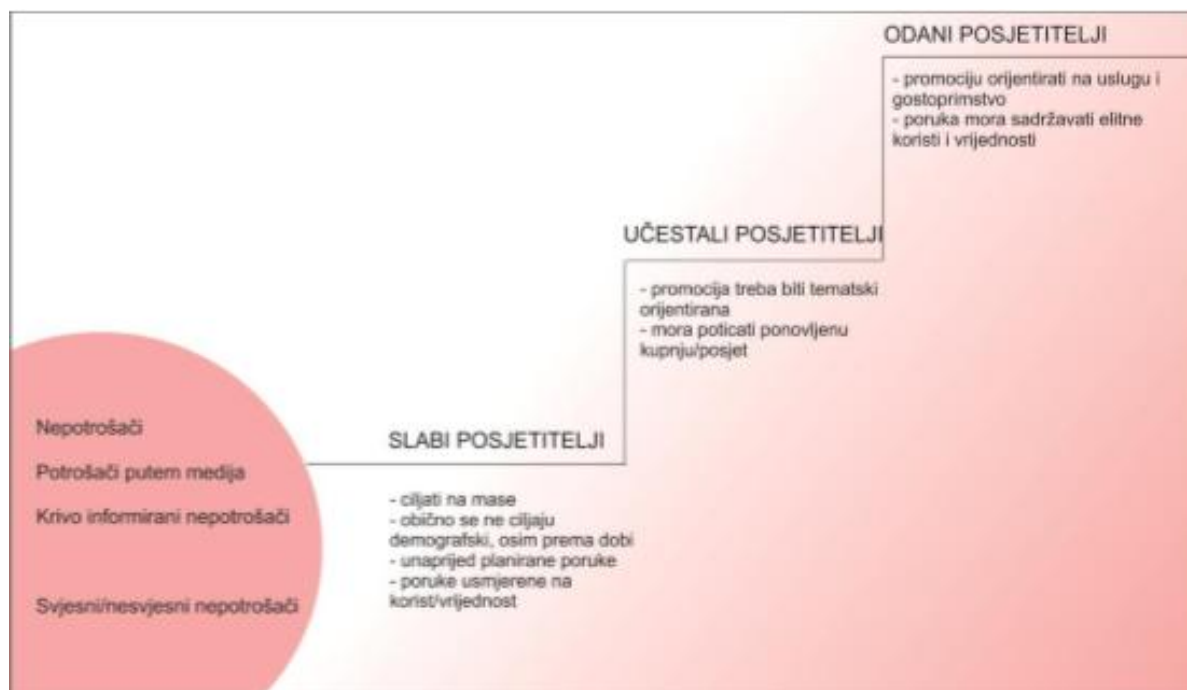 ODANI POSJETITELJI
- promociju orijentirati na uslugu i
gostoprimstvo
- poruka mora sadržavati elitne
koristi i vrijednosti
UČESTALI POSJETITELJI
- promocija treba biti tematski
orijentirana
- mora poticati ponovljenu
kupnju/posjet
SLABI POSJETITELJI
- ciljati na mase
- obično se ne ciljaju
demografski, osim prema dobi
- unaprijed planirane poruke
- poruke usmjerene na
korist/vrijednost
Nepotrošači
Potrošači putem medija
Krivo informirani nepotrošači
Svjesni/nesvjesni nepotrošači